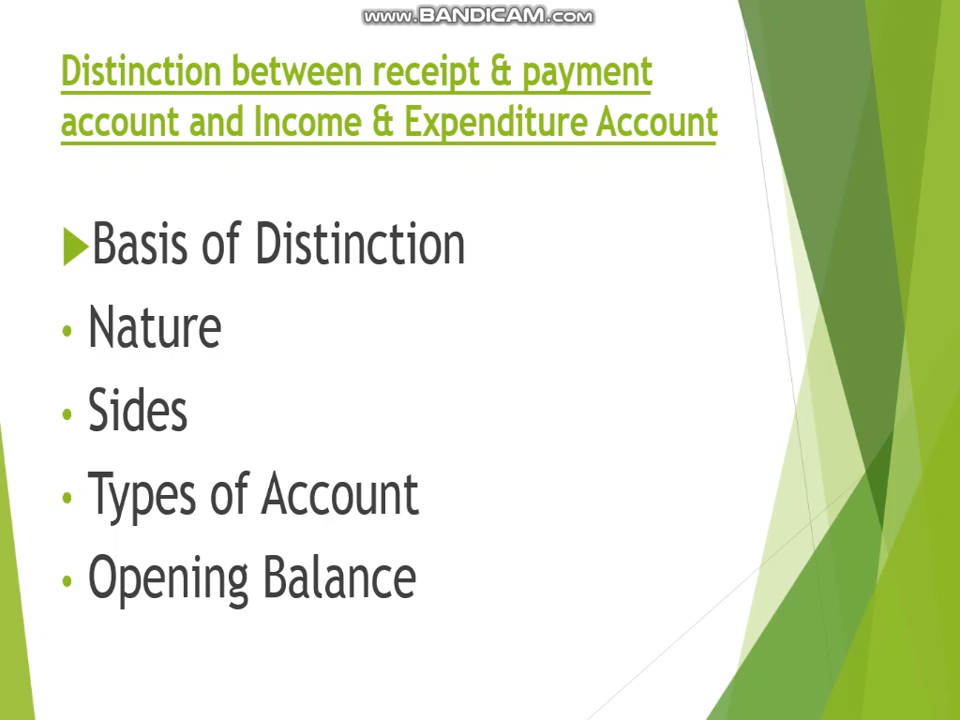 www.BANDICAM.com
Distinction between receipt & payment
account and Income & Expenditure Account
Basis of Distinction
• Nature
• Sides
• Types of Account
• Opening Balance